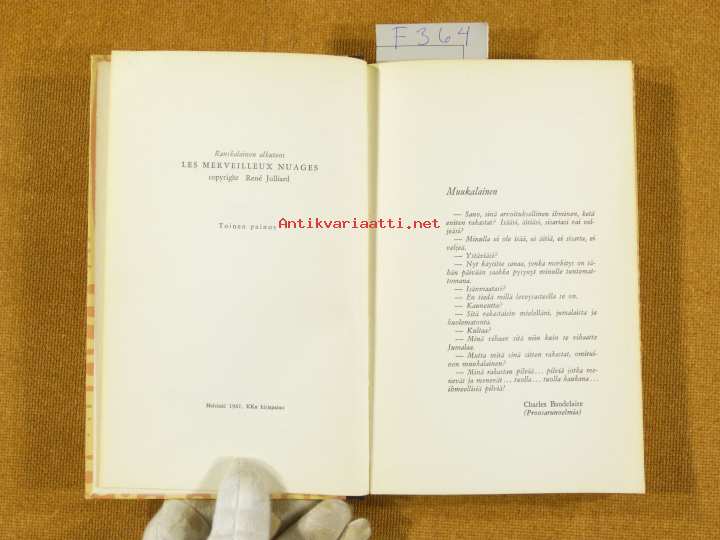 F 364
Ranskalainen alkuteos
LES MERVEILLEUX NUAGES
copyright René Julliard
Toinen painos
Antikvariaatti.net
Helsinki 1961, KK:n kirjapaino
Muukalainen
— Sano, sinä arvoituksellinen ihminen, ketä
eniten rakastat? Isääsi, äitiäsi, sisartasi vai vel-
jeäsi?
— Minulla ei ole isää, ei äitiä, ei sisarta, ei
veljeä.
— Ystäviäsi?
— Nyt käytätte sanaa, jonka merkitys on tä-
hän päivään saakka pysynyt minulle tuntemat-
tomana.
— Isänmaatasi?
— En tiedä millä leveysasteilla se on.
— Kauneutta?
— Sitä rakastaisin mielelläni, jumalaista ja
kuolematonta.
— Kultaa?
— Minä vihaan sitä niin kuin te vihaatte
Jumalaa.
— Mutta mitä sinä sitten rakastat, omitui-
nen muukalainen?
— Minä rakastan pilviä... pilviä jotka me-
nevät ja menevät... tuolla... tuolla kaukana...
ihmeellisiä pilviä!
Charles Baudelaire
(Proosarunoelmia)